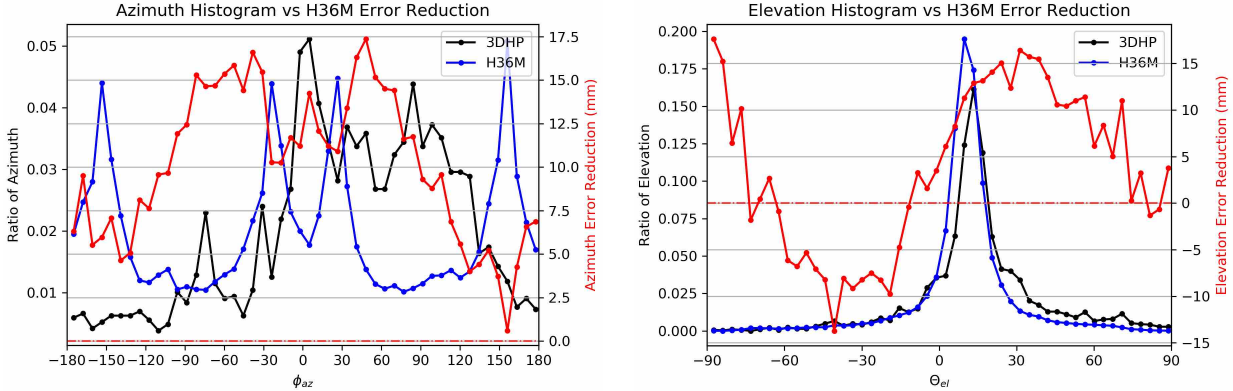 Azimuth Histogram vs H36M Error Reduction
3DHP
H36M
Ratio of Azimuth
0.05
0.04
0.03
0.02
0.01
Azimuth Error Reduction (mm)
17.5
15.0
12.5
10.0
7.5
5.0
2.5
0.0
−180 −150 −120 −90 −60 −30 0 30 60 90 120 150 180
ϕaz
Elevation Histogram vs H36M Error Reduction
3DHP
H36M
Ratio of Elevation
0.200
0.175
0.150
0.125
0.100
0.075
0.050
0.025
0.000
Elevation Error Reduction (mm)
15
10
5
0
−5
−10
−15
−90 −60 −30 0 30 60 90
Θel